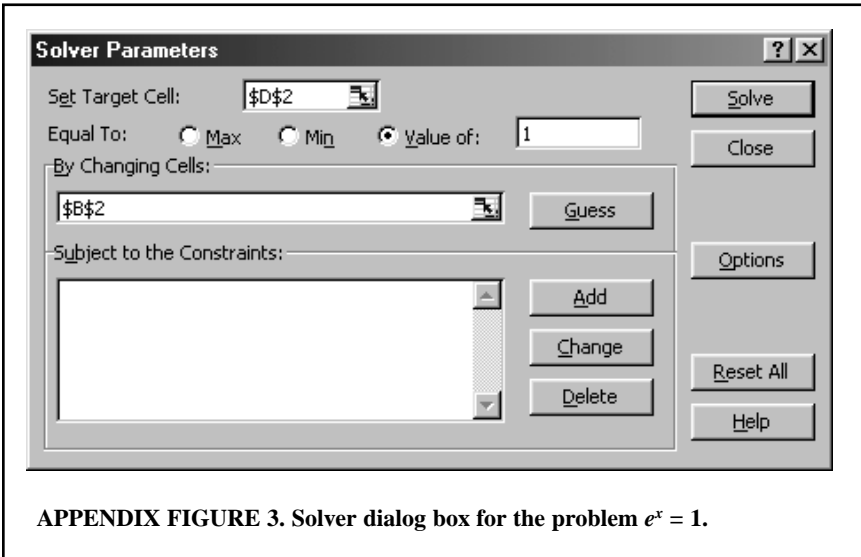 Solver Parameters
Set Target Cell: $D$2 Solve
Equal To: Max Min Value of: 1 Close
By Changing Cells:
$B$2 Guess
Subject to the Constraints: Options
Add
Change
Reset All
Delete
Help
APPENDIX FIGURE 3. Solver dialog box for the problem eˣ = 1.